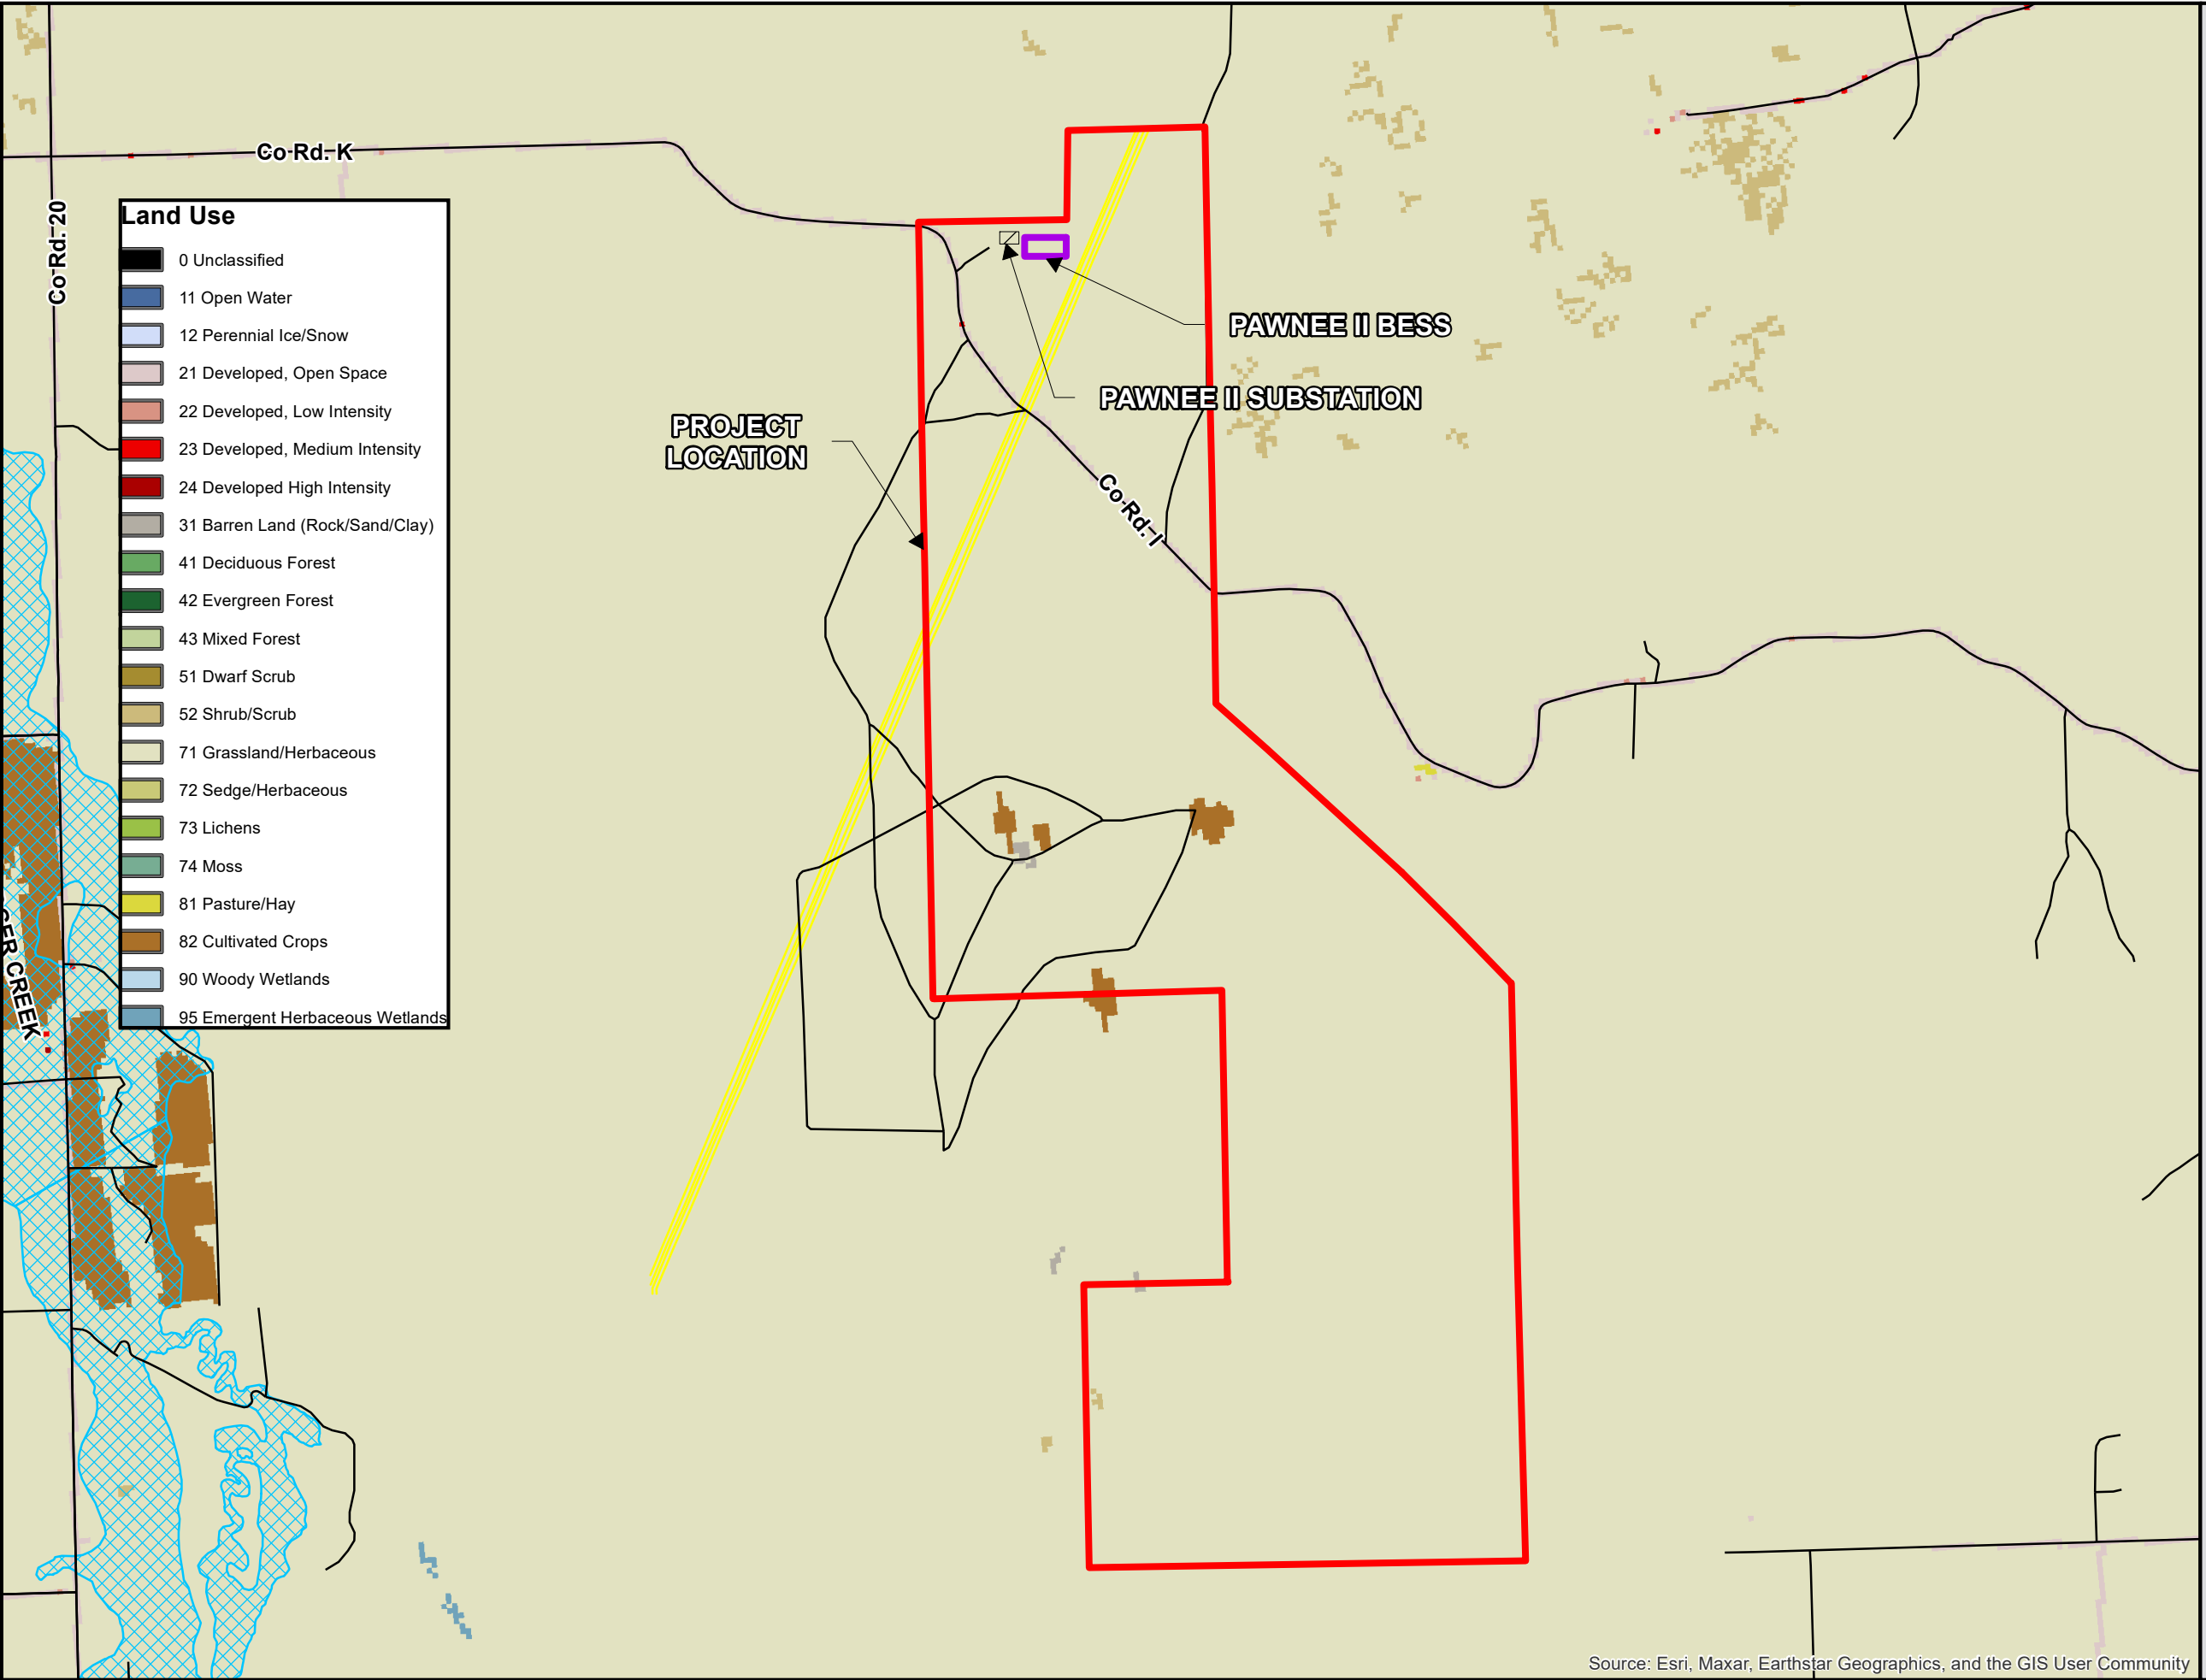 Co Rd. K
Co Rd. 20
Land Use
0 Unclassified
11 Open Water
12 Perennial Ice/Snow
21 Developed, Open Space
22 Developed, Low Intensity
23 Developed, Medium Intensity
24 Developed High Intensity
31 Barren Land (Rock/Sand/Clay)
41 Deciduous Forest
42 Evergreen Forest
43 Mixed Forest
51 Dwarf Scrub
52 Shrub/Scrub
71 Grassland/Herbaceous
72 Sedge/Herbaceous
73 Lichens
74 Moss
81 Pasture/Hay
82 Cultivated Crops
90 Woody Wetlands
95 Emergent Herbaceous Wetlands
PAWNEE II BESS
PAWNEE II SUBSTATION
PROJECT
LOCATION
Co Rd. I
CREEK
Source: Esri, Maxar, Earthstar Geographics, and the GIS User Community